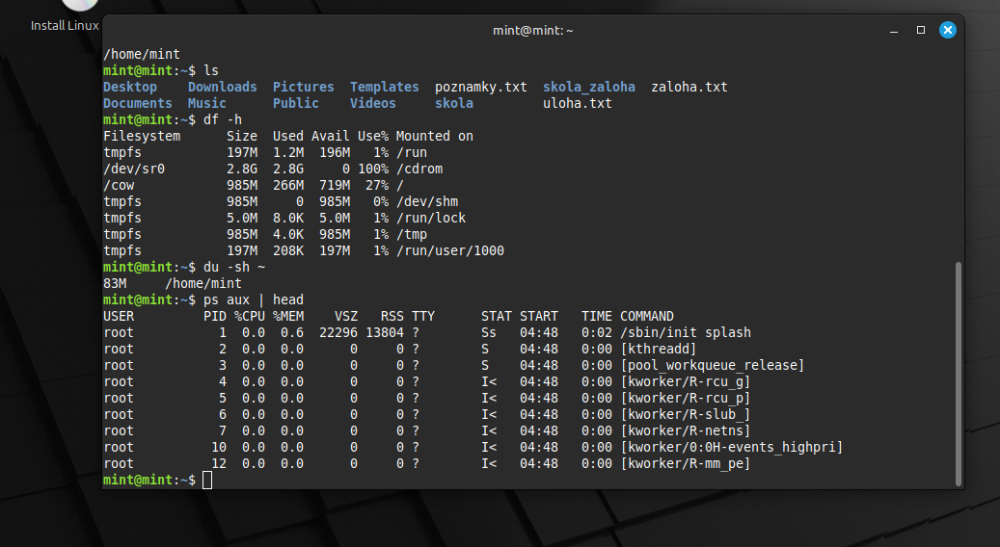 Install Linux
mint@mint: ~
/home/mint
mint@mint:~$ ls
Desktop    Downloads  Pictures  Templates  poznamky.txt  skola_zaloha  zaloha.txt
Documents  Music      Public    Videos     skola         uloha.txt
mint@mint:~$ df -h
Filesystem      Size  Used Avail Use% Mounted on
tmpfs           197M  1.2M  196M   1% /run
/dev/sr0        2.8G  2.8G     0 100% /cdrom
/cow            985M  266M  719M  27% /
tmpfs           985M     0  985M   0% /dev/shm
tmpfs           5.0M  8.0K  5.0M   1% /run/lock
tmpfs           985M  4.0K  985M   1% /tmp
tmpfs           197M  208K  197M   1% /run/user/1000
mint@mint:~$ du -sh ~
83M     /home/mint
mint@mint:~$ ps aux | head
USER         PID %CPU %MEM    VSZ   RSS TTY      STAT START   TIME COMMAND
root           1  0.0  0.6  22296 13804 ?        Ss   04:48   0:02 /sbin/init splash
root           2  0.0  0.0      0     0 ?        S    04:48   0:00 [kthreadd]
root           3  0.0  0.0      0     0 ?        S    04:48   0:00 [pool_workqueue_release]
root           4  0.0  0.0      0     0 ?        I<   04:48   0:00 [kworker/R-rcu_g]
root           5  0.0  0.0      0     0 ?        I<   04:48   0:00 [kworker/R-rcu_p]
root           6  0.0  0.0      0     0 ?        I<   04:48   0:00 [kworker/R-slub_]
root           7  0.0  0.0      0     0 ?        I<   04:48   0:00 [kworker/R-netns]
root          10  0.0  0.0      0     0 ?        I<   04:48   0:00 [kworker/0:0H-events_highpri]
root          12  0.0  0.0      0     0 ?        I<   04:48   0:00 [kworker/R-mm_pe]
mint@mint:~$